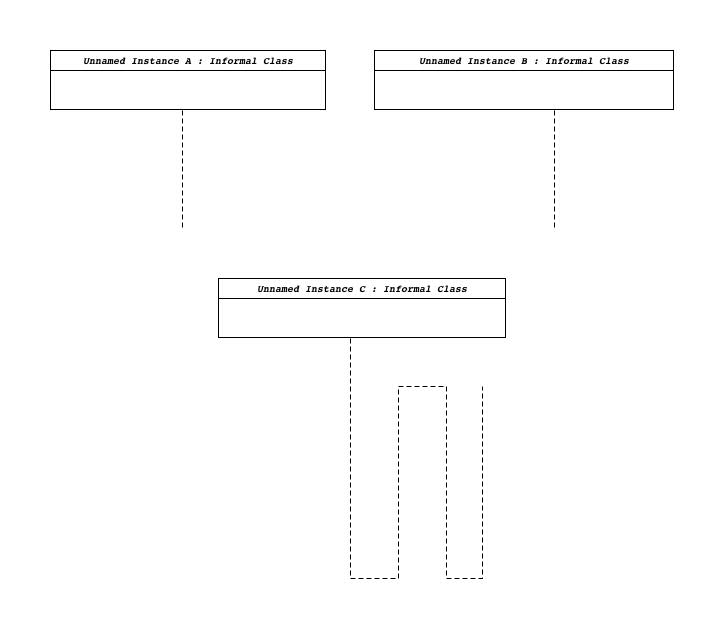 Unnamed Instance A : Informal Class
Unnamed Instance B : Informal Class
Unnamed Instance C : Informal Class